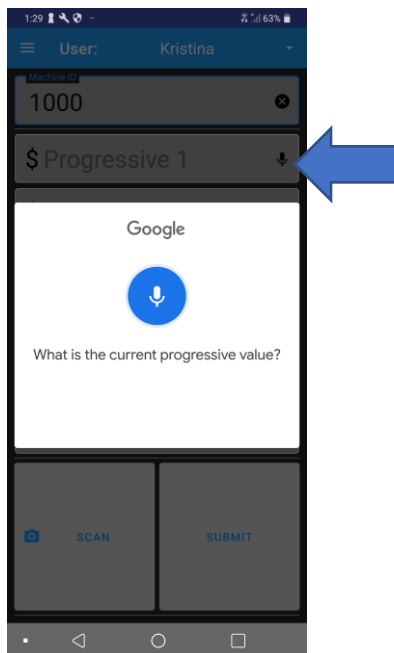 1:29
63%
User: Kristina
Machine ID
1000
$ Progressive 1
Google
What is the current progressive value?
SCAN
SUBMIT